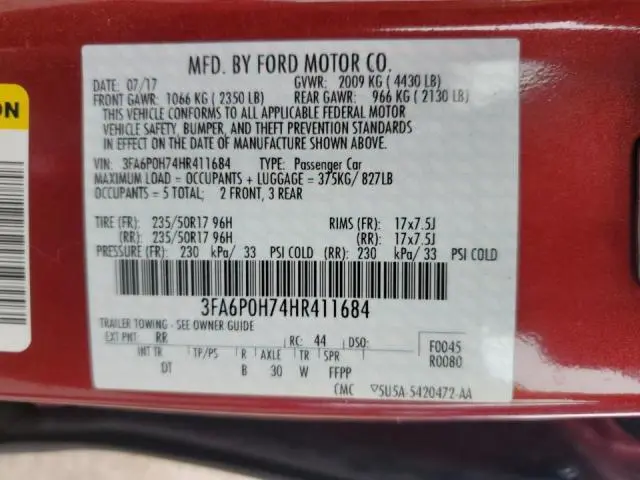 MFD. BY FORD MOTOR CO.
DATE: 07/17 GVWR: 2009 KG ( 4430 LB)
FRONT GAWR: 1066 KG ( 2350 LB) REAR GAWR: 966 KG ( 2130 LB)
THIS VEHICLE CONFORMS TO ALL APPLICABLE FEDERAL MOTOR
VEHICLE SAFETY, BUMPER, AND THEFT PREVENTION STANDARDS
IN EFFECT ON THE DATE OF MANUFACTURE SHOWN ABOVE.
VIN: 3FA6P0H74HR411684 TYPE: Passenger Car
MAXIMUM LOAD = OCCUPANTS + LUGGAGE = 375KG/ 827LB
OCCUPANTS = 5 TOTAL; 2 FRONT, 3 REAR
TIRE (FR): 235/50R17 96H RIMS (FR): 17x7.5J
(RR): 235/50R17 96H (RR): 17x7.5J
PRESSURE (FR): 230 kPa/ 33 PSI COLD (RR): 230 kPa/ 33 PSI COLD
3FA6P0H74HR411684
TRAILER TOWING - SEE OWNER GUIDE
EXT PNT: RR RC: 44 DSO: F0045
INT TR TP/PS R AXLE TR SPR R0080
DT B 30 W FFPP
CMC 5U5A-5420472-AA
ON